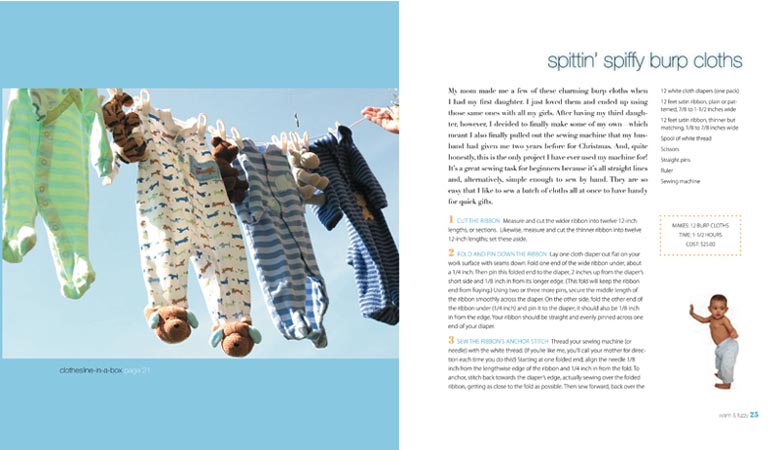 clothesline-in-a-box page 21
spittin' spiffy burp cloths
My mom made me a few of these charming burp cloths when
I had my first daughter. I just loved them and ended up using
those same ones with all my girls. After having my third daugh-
ter, however, I decided to finally make some of my own – which
meant I also finally pulled out the sewing machine that my hus-
band had given me two years before for Christmas. And, quite
honestly, this is the only project I have ever used my machine for!
It's a great sewing task for beginners because it's all straight lines
and, alternatively, simple enough to sew by hand. They are so
easy that I like to sew a batch of cloths all at once to have handy
for quick gifts.
1 CUT THE RIBBON Measure and cut the wider ribbon into twelve 12-inch
lengths, or sections. Likewise, measure and cut the thinner ribbon into twelve
12-inch lengths; set these aside.
2 FOLD AND PIN DOWN THE RIBBON Lay one cloth diaper out flat on your
work surface with seams down. Fold one end of the wide ribbon under, about
a 1/4 inch. Then pin this folded end to the diaper, 2 inches up from the diaper's
short side and 1/8 inch in from its longer edge. (This fold will keep the ribbon
end from fraying.) Using two or three more pins, secure the middle length of
the ribbon smoothly across the diaper. On the other side, fold the other end of
the ribbon under (1/4 inch) and pin it to the diaper; it should also be 1/8 inch
in from the edge. Your ribbon should be straight and evenly pinned across one
end of your diaper.
3 SEW THE RIBBON'S ANCHOR STITCH Thread your sewing machine (or
needle) with the white thread. (If you're like me, you'll call your mother for direc-
tion each time you do this!) Starting at one folded end, align the needle 1/8
inch from the lengthwise edge of the ribbon and 1/4 inch in from the fold. To
anchor, stitch back towards the diaper's edge, actually sewing over the folded
ribbon, getting as close to the fold as possible. Then sew forward, back over the
12 white cloth diapers (one pack)
12 feet satin ribbon, plain or pat-
terned, 7/8 to 1-1/2 inches wide
12 feet satin ribbon, thinner but
matching, 1/8 to 7/8 inches wide
Spool of white thread
Scissors
Straight pins
Ruler
Sewing machine
MAKES: 12 BURP CLOTHS
TIME: 1-1/2 HOURS
COST: $25.00
warm & fuzzy 25